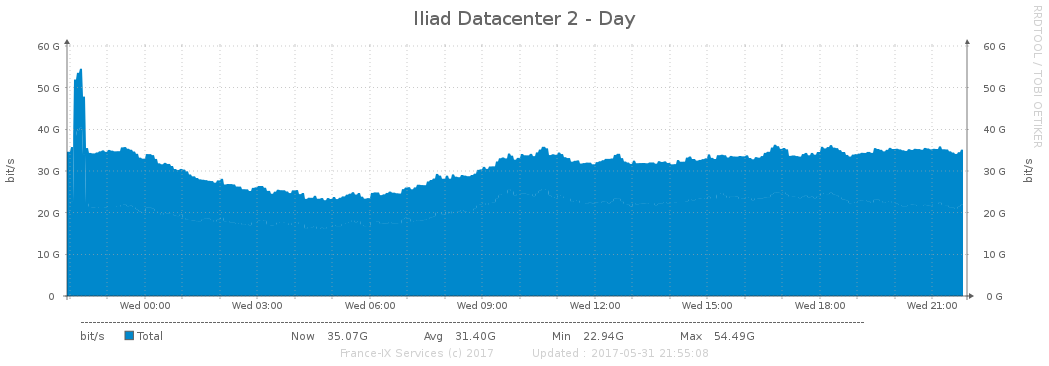 Iliad Datacenter 2 - Day
RRDTOOL / TOBI OETIKER
60 G 60 G
50 G 50 G
40 G 40 G
30 G 30 G
20 G 20 G
10 G 10 G
0 0 G
bit/s bit/s
Wed 00:00 Wed 03:00 Wed 06:00 Wed 09:00 Wed 12:00 Wed 15:00 Wed 18:00 Wed 21:00
bit/s Total Now 35.07G Avg 31.40G Min 22.94G Max 54.49G
France-IX Services (c) 2017 Updated : 2017-05-31 21:55:08